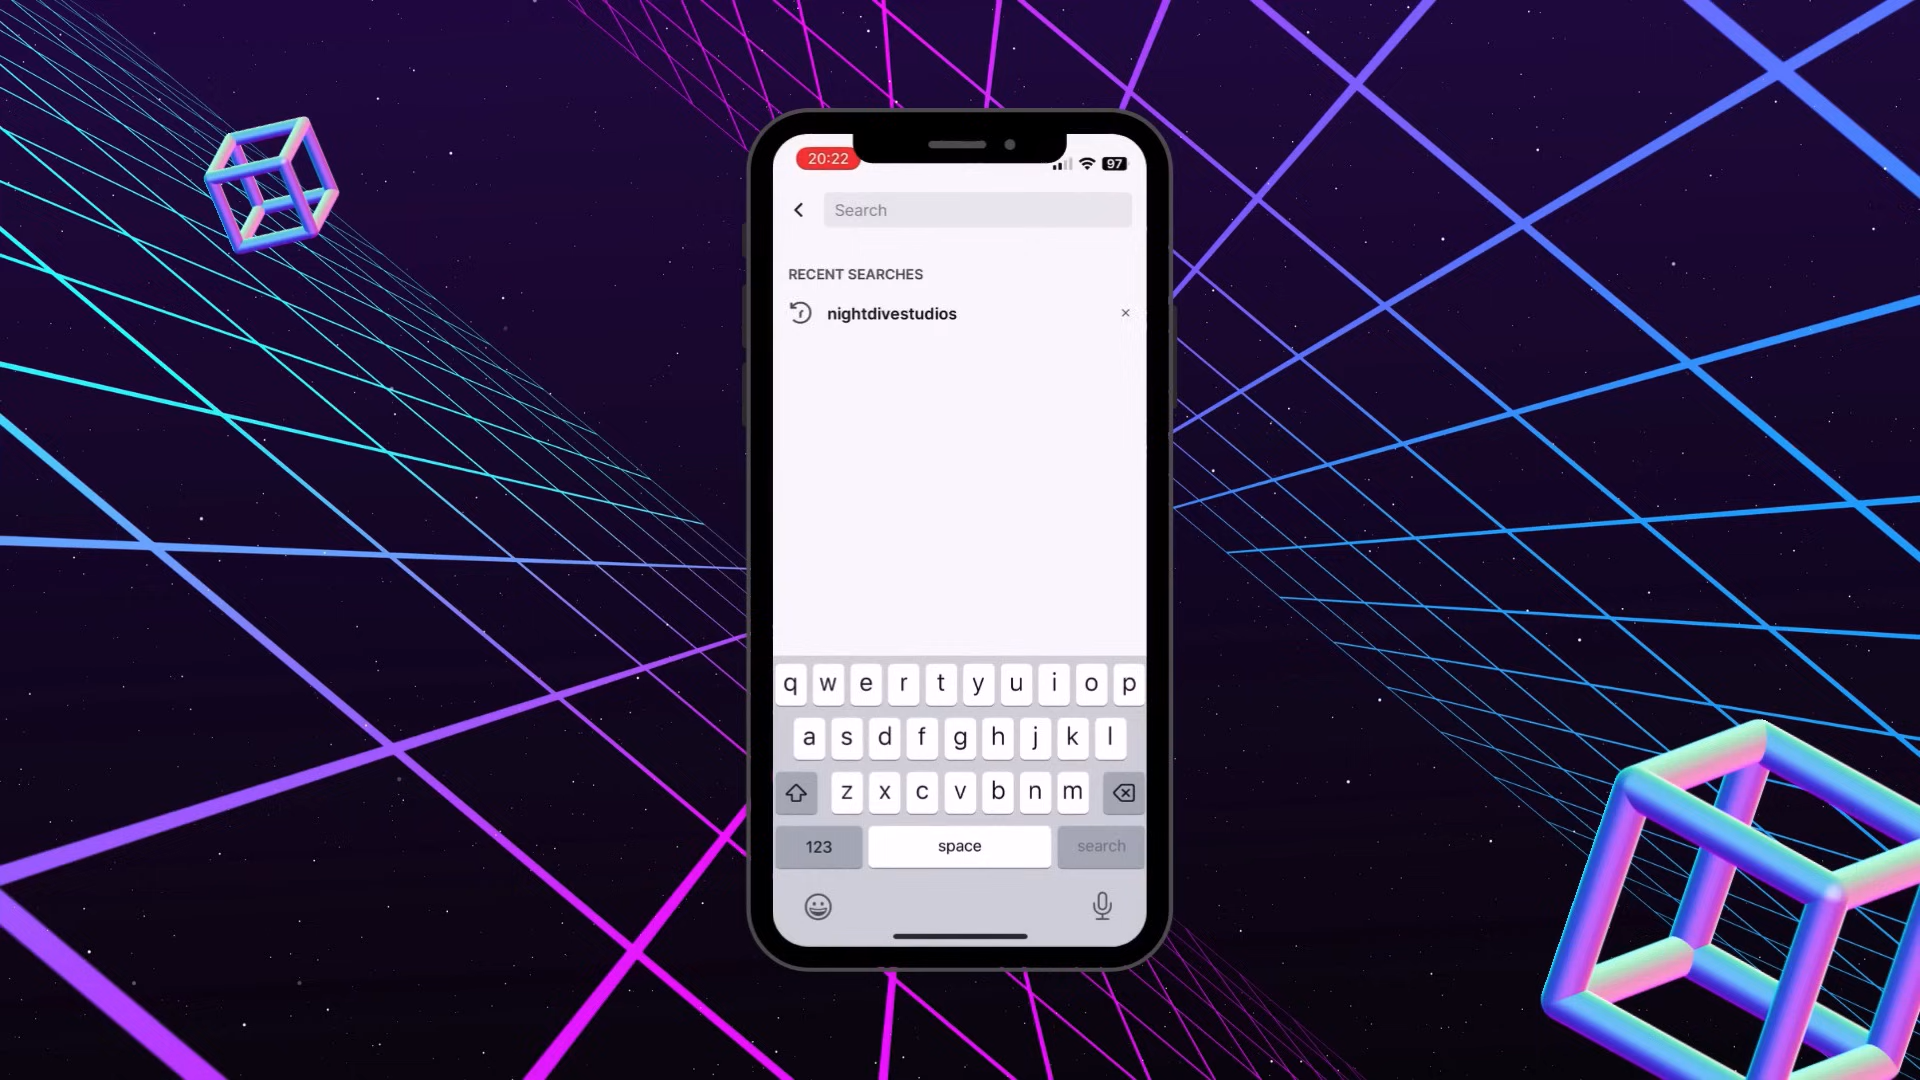 20:22 97
Search
RECENT SEARCHES
nightdivestudios ×
q w e r t y u i o p
a s d f g h j k l
z x c v b n m
123 space search